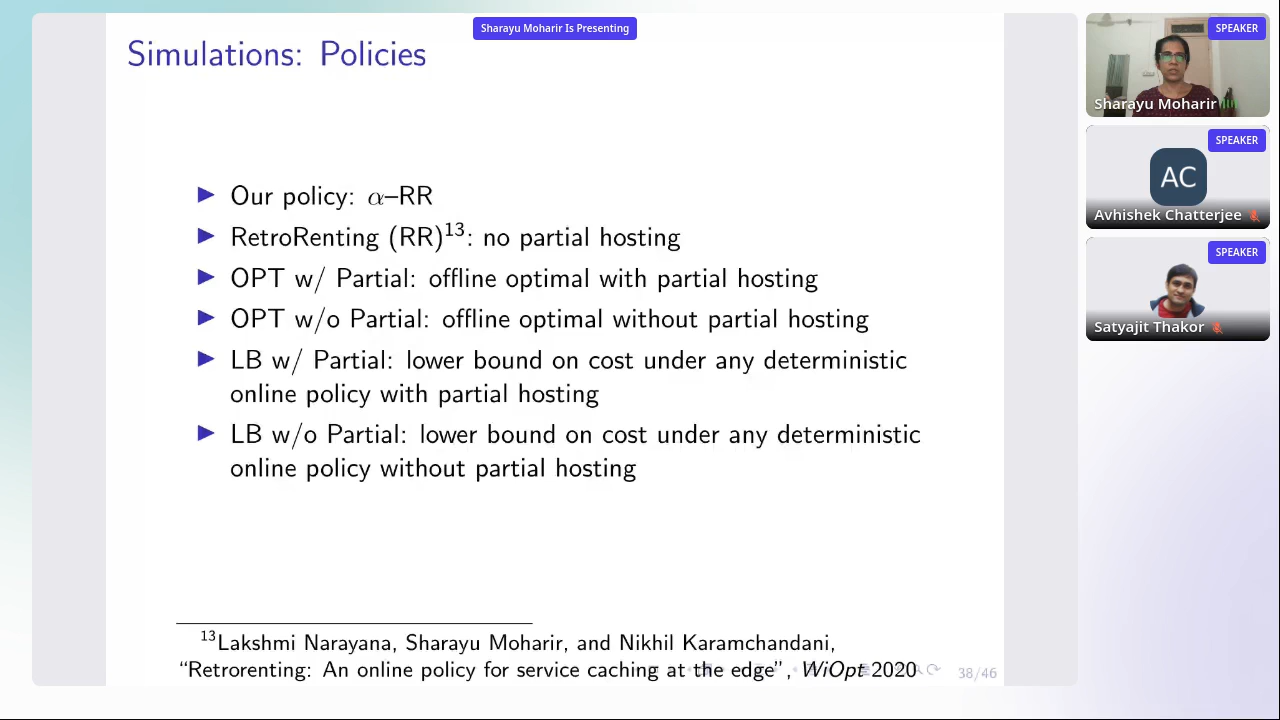 Sharayu Moharir Is Presenting
Simulations: Policies
▶ Our policy: α–RR
▶ RetroRenting (RR)¹³: no partial hosting
▶ OPT w/ Partial: offline optimal with partial hosting
▶ OPT w/o Partial: offline optimal without partial hosting
▶ LB w/ Partial: lower bound on cost under any deterministic
online policy with partial hosting
▶ LB w/o Partial: lower bound on cost under any deterministic
online policy without partial hosting
¹³Lakshmi Narayana, Sharayu Moharir, and Nikhil Karamchandani,
“Retrorenting: An online policy for service caching at the edge”, WiOpt 2020
38/46
SPEAKER
Sharayu Moharir
SPEAKER
AC
Avhishek Chatterjee
SPEAKER
Satyajit Thakor